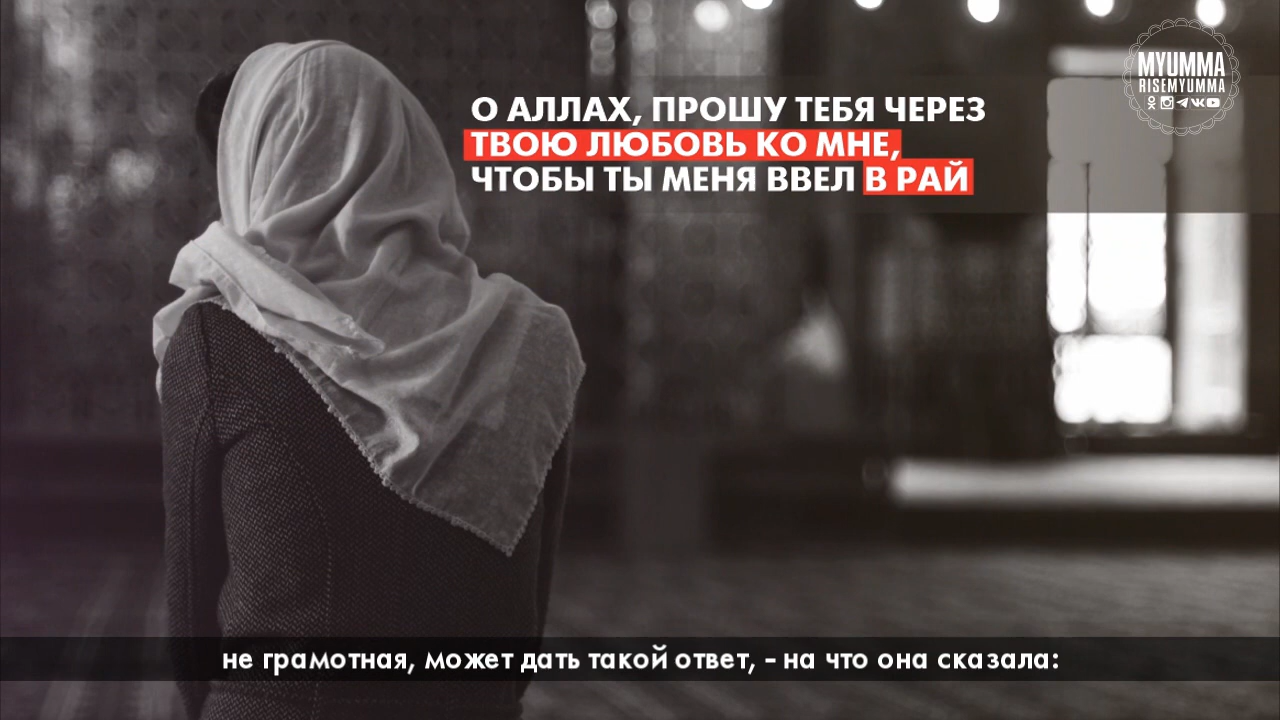 MYUMMA
RISEMYUMMA
О АЛЛАХ, ПРОШУ ТЕБЯ ЧЕРЕЗ
ТВОЮ ЛЮБОВЬ КО МНЕ,
ЧТОБЫ ТЫ МЕНЯ ВВЕЛ В РАЙ
не грамотная, может дать такой ответ, - на что она сказала: